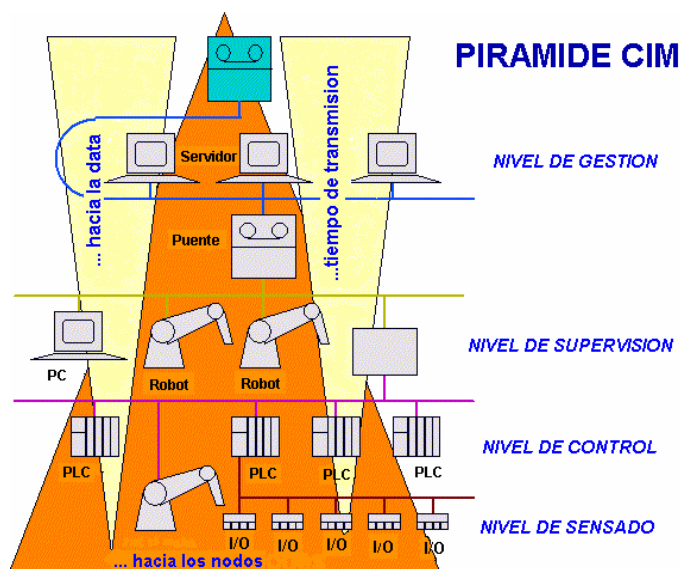 PIRAMIDE CIM
... hacia la data
Servidor
...tiempo de transmision
NIVEL DE GESTION
Puente
PC
Robot
Robot
NIVEL DE SUPERVISION
PLC
PLC
PLC
PLC
NIVEL DE CONTROL
I/O
I/O
I/O
I/O
I/O
NIVEL DE SENSADO
... hacia los nodos